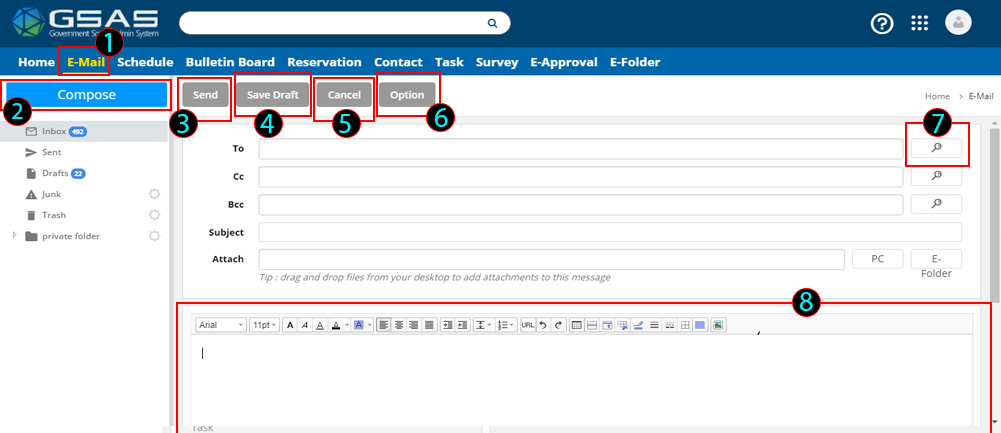 GSAS
Government S Admin System
1
Home E-Mail Schedule Bulletin Board Reservation Contact Task Survey E-Approval E-Folder
Compose Send Save Draft Cancel Option
Home > E-Mail
2 3 4 5 6 7
Inbox 492
Sent
Drafts 22
Junk
Trash
private folder
To
Cc
Bcc
Subject
Attach PC E-Folder
Tip : drag and drop files from your desktop to add attachments to this message
8
Arial 11pt A A A A A URL
Task